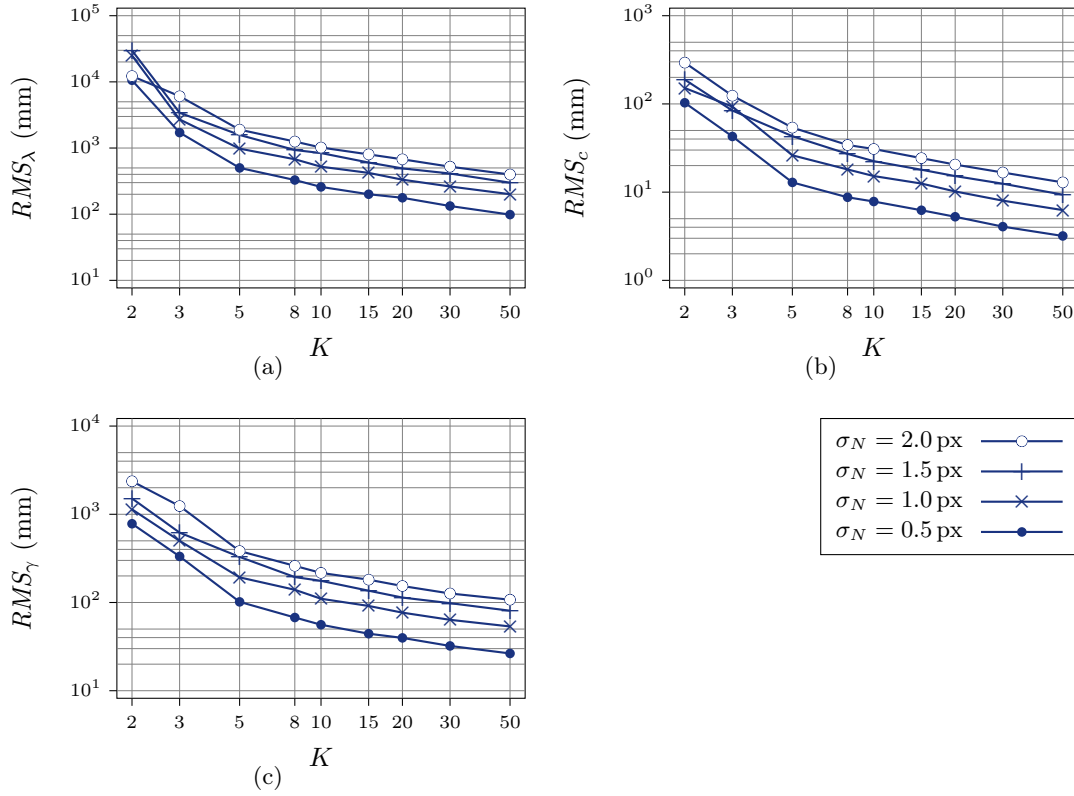 10^5
10^4
10^3
10^2
10^1
RMS_λ (mm)
2 3 5 8 10 15 20 30 50
K
(a)
10^3
10^2
10^1
10^0
RMS_c (mm)
2 3 5 8 10 15 20 30 50
K
(b)
10^4
10^3
10^2
10^1
RMS_γ (mm)
2 3 5 8 10 15 20 30 50
K
(c)
σ_N = 2.0 px
σ_N = 1.5 px
σ_N = 1.0 px
σ_N = 0.5 px